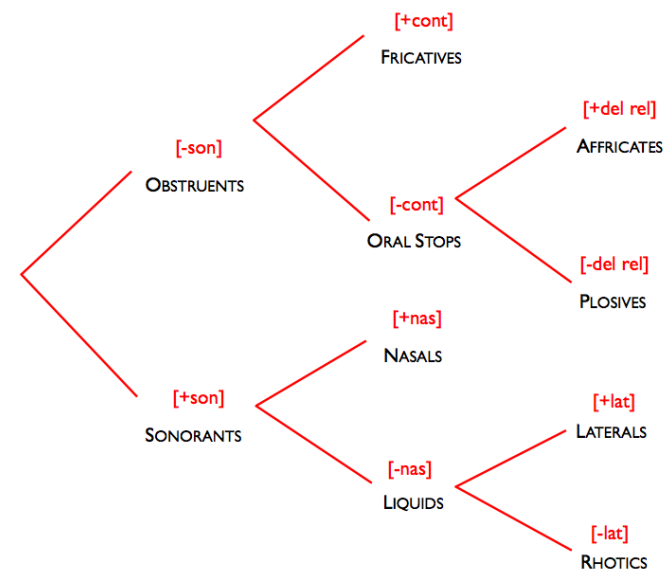 [+cont]
FRICATIVES
[+del rel]
AFFRICATES
[-son]
OBSTRUENTS
[-cont]
ORAL STOPS
[-del rel]
PLOSIVES
[+nas]
NASALS
[+son]
SONORANTS
[+lat]
LATERALS
[-nas]
LIQUIDS
[-lat]
RHOTICS